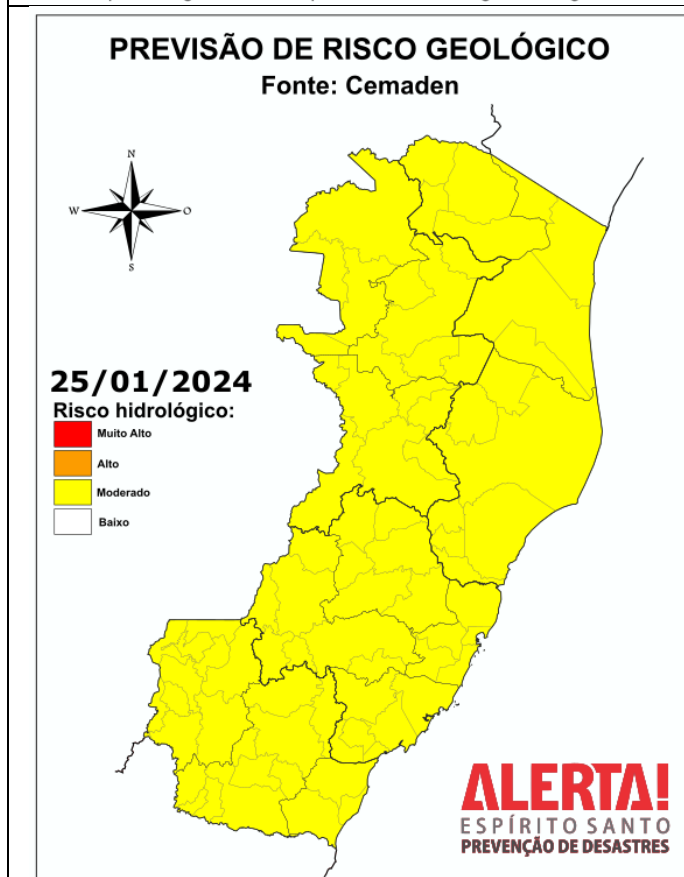 PREVISÃO DE RISCO GEOLÓGICO
Fonte: Cemaden
N
W
O
S
25/01/2024
Risco hidrológico:
Muito Alto
Alto
Moderado
Baixo
ALERTA!
ESPÍRITO SANTO
PREVENÇÃO DE DESASTRES